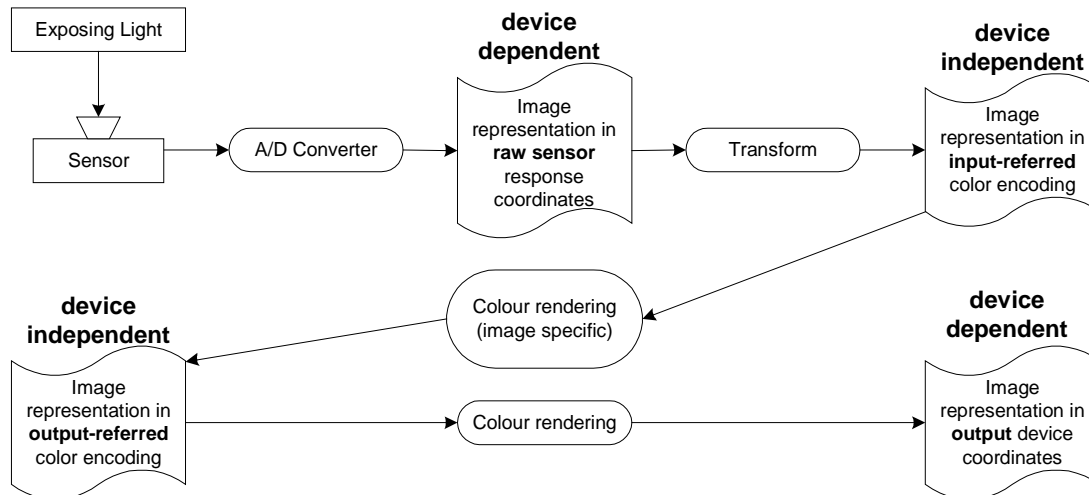 Exposing Light
Sensor
A/D Converter
device
dependent
Image
representation in
raw sensor
response
coordinates
Transform
device
independent
Image
representation in
input-referred
color encoding
Colour rendering
(image specific)
device
independent
Image
representation in
output-referred
color encoding
Colour rendering
device
dependent
Image
representation in
output device
coordinates